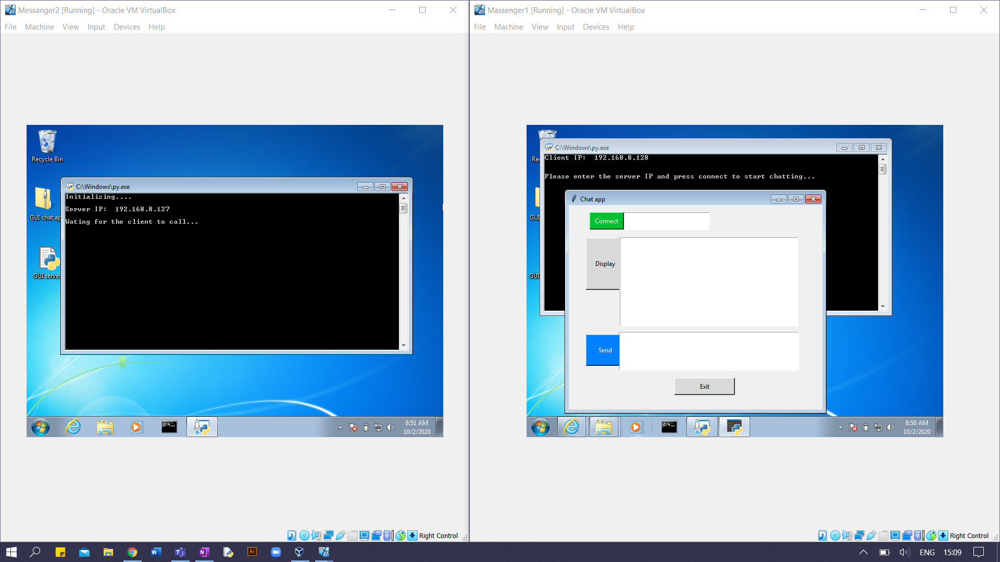 Messanger2 [Running] - Oracle VM VirtualBox
File Machine View Input Devices Help
Recycle Bin
GUI chat ap
GUI server
C:\Windows\py.exe
Initializing....
Server IP:  192.168.8.127
Wating for the client to call...
8:51 AM
10/2/2020
Right Control
Massenger1 [Running] - Oracle VM VirtualBox
File Machine View Input Devices Help
Re
GUI
GUI
C:\Windows\py.exe
Client IP:  192.168.8.128
Please enter the server IP and press connect to start chatting...
Chat app
Connect
Display
Send
Exit
8:50 AM
10/2/2020
Right Control
ENG 15:09